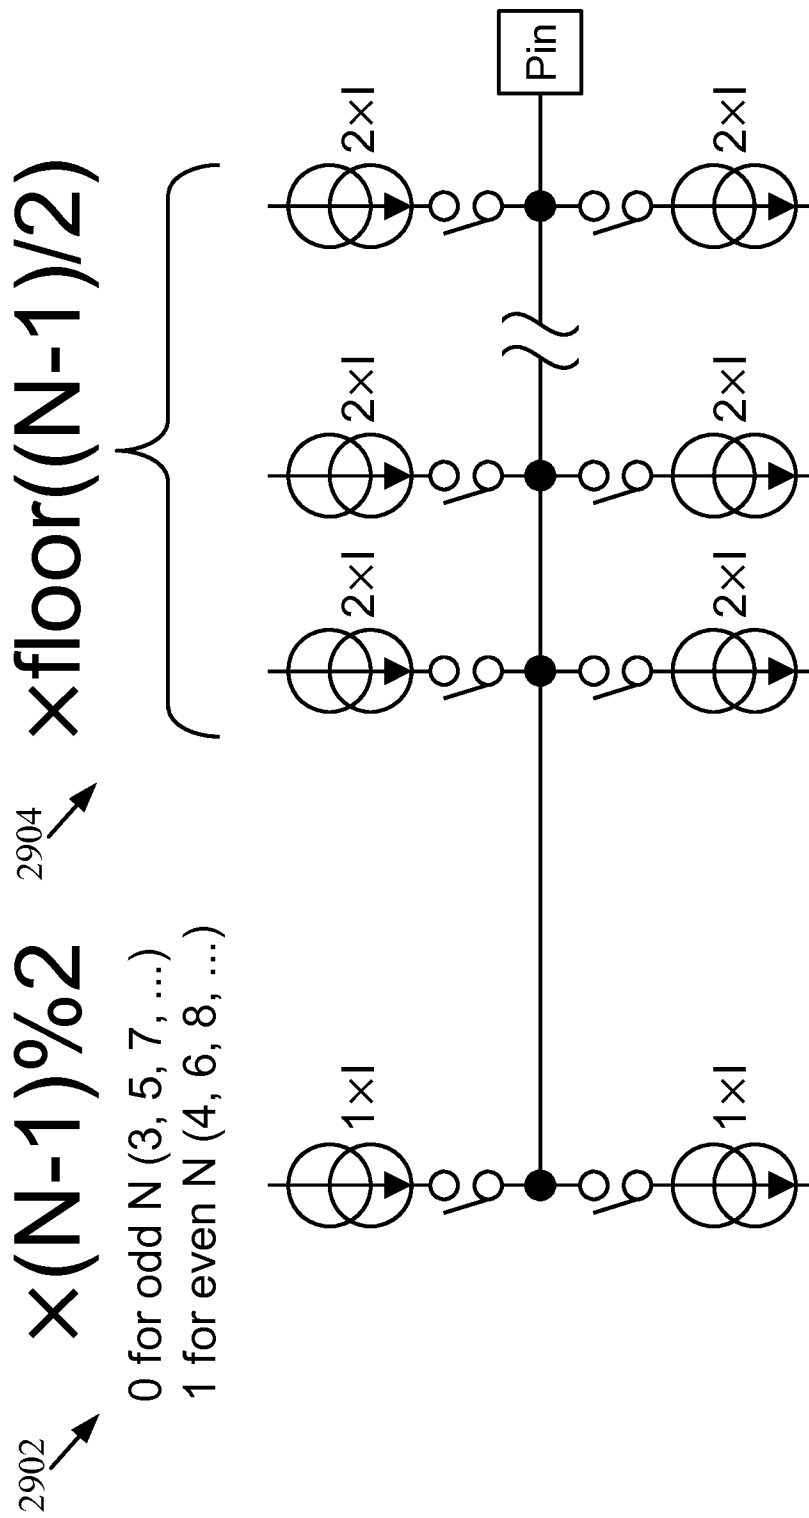 2902
×(N-1)%2
0 for odd N (3, 5, 7, ...)
1 for even N (4, 6, 8, ...)
2904
×floor((N-1)/2)
1×I
2×I
2×I
2×I
Pin
1×I
2×I
2×I
2×I